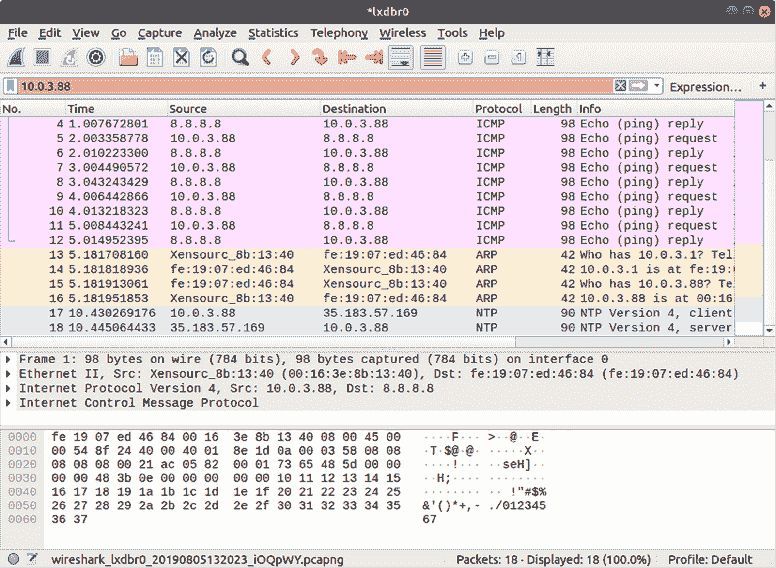 *lxdbr0
File Edit View Go Capture Analyze Statistics Telephony Wireless Tools Help
10.0.3.88 Expression… +
No. Time Source Destination Protocol Length Info
4 1.007672801 8.8.8.8 10.0.3.88 ICMP 98 Echo (ping) reply
5 2.003358778 10.0.3.88 8.8.8.8 ICMP 98 Echo (ping) request
6 2.010223300 8.8.8.8 10.0.3.88 ICMP 98 Echo (ping) reply
7 3.004490572 10.0.3.88 8.8.8.8 ICMP 98 Echo (ping) request
8 3.043243429 8.8.8.8 10.0.3.88 ICMP 98 Echo (ping) reply
9 4.006442866 10.0.3.88 8.8.8.8 ICMP 98 Echo (ping) request
10 4.013218323 8.8.8.8 10.0.3.88 ICMP 98 Echo (ping) reply
11 5.008443241 10.0.3.88 8.8.8.8 ICMP 98 Echo (ping) request
12 5.014952395 8.8.8.8 10.0.3.88 ICMP 98 Echo (ping) reply
13 5.181708160 Xensourc_8b:13:40 fe:19:07:ed:46:84 ARP 42 Who has 10.0.3.1? Tel
14 5.181818936 fe:19:07:ed:46:84 Xensourc_8b:13:40 ARP 42 10.0.3.1 is at fe:19:
15 5.181913061 fe:19:07:ed:46:84 Xensourc_8b:13:40 ARP 42 Who has 10.0.3.88? Te
16 5.181951853 Xensourc_8b:13:40 fe:19:07:ed:46:84 ARP 42 10.0.3.88 is at 00:16
17 10.430269176 10.0.3.88 35.183.57.169 NTP 90 NTP Version 4, client
18 10.445064433 35.183.57.169 10.0.3.88 NTP 90 NTP Version 4, server
Frame 1: 98 bytes on wire (784 bits), 98 bytes captured (784 bits) on interface 0
Ethernet II, Src: Xensourc_8b:13:40 (00:16:3e:8b:13:40), Dst: fe:19:07:ed:46:84 (fe:19:07:ed:46:84)
Internet Protocol Version 4, Src: 10.0.3.88, Dst: 8.8.8.8
Internet Control Message Protocol
0000 fe 19 07 ed 46 84 00 16 3e 8b 13 40 08 00 45 00 ····F··· >··@··E·
0010 00 54 8f 24 40 00 40 01 8e 1d 0a 00 03 58 08 08 ·T·$@·@· ·····X··
0020 08 08 08 00 21 ac 05 82 00 01 73 65 48 5d 00 00 ····!··· ··seH]··
0030 00 00 48 3b 0e 00 00 00 00 00 10 11 12 13 14 15 ··H;···· ········
0040 16 17 18 19 1a 1b 1c 1d 1e 1f 20 21 22 23 24 25 ········ ·· !"#$%
0050 26 27 28 29 2a 2b 2c 2d 2e 2f 30 31 32 33 34 35 &'()*+,- ./012345
0060 36 37 67
wireshark_lxdbr0_20190805132023_iOQpWY.pcapng Packets: 18 · Displayed: 18 (100.0%) Profile: Default